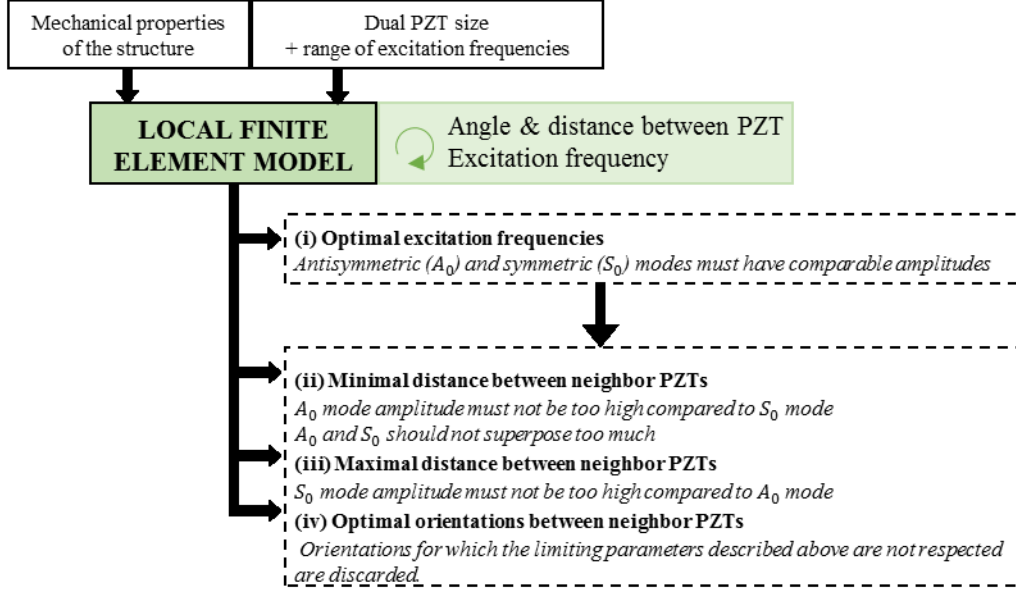 Mechanical properties
of the structure
Dual PZT size
+ range of excitation frequencies
LOCAL FINITE
ELEMENT MODEL
Angle & distance between PZT
Excitation frequency
(i) Optimal excitation frequencies
Antisymmetric (A₀) and symmetric (S₀) modes must have comparable amplitudes
(ii) Minimal distance between neighbor PZTs
A₀ mode amplitude must not be too high compared to S₀ mode
A₀ and S₀ should not superpose too much
(iii) Maximal distance between neighbor PZTs
S₀ mode amplitude must not be too high compared to A₀ mode
(iv) Optimal orientations between neighbor PZTs
Orientations for which the limiting parameters described above are not respected
are discarded.